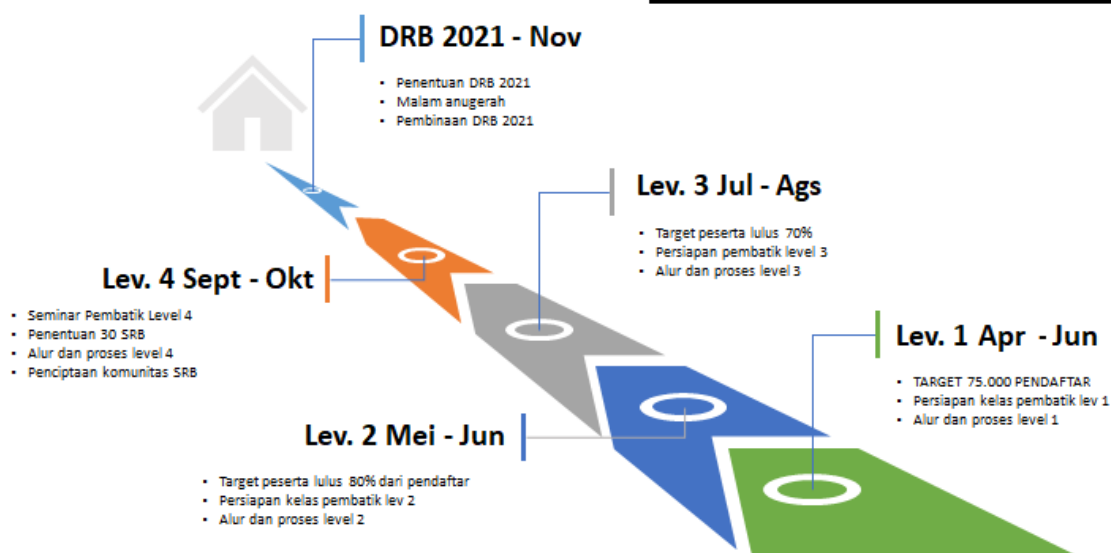 DRB 2021 - Nov
▪ Penentuan DRB 2021
▪ Malam anugerah
▪ Pembinaan DRB 2021
Lev. 3 Jul - Ags
▪ Target peserta lulus 70%
▪ Persiapan pembatik level 3
▪ Alur dan proses level 3
Lev. 4 Sept - Okt
▪ Seminar Pembatik Level 4
▪ Penentuan 30 SRB
▪ Alur dan proses level 4
▪ Penciptaan komunitas SRB
Lev. 1 Apr - Jun
▪ TARGET 75.000 PENDAFTAR
▪ Persiapan kelas pembatik lev 1
▪ Alur dan proses level 1
Lev. 2 Mei - Jun
▪ Target peserta lulus 80% dari pendaftar
▪ Persiapan kelas pembatik lev 2
▪ Alur dan proses level 2